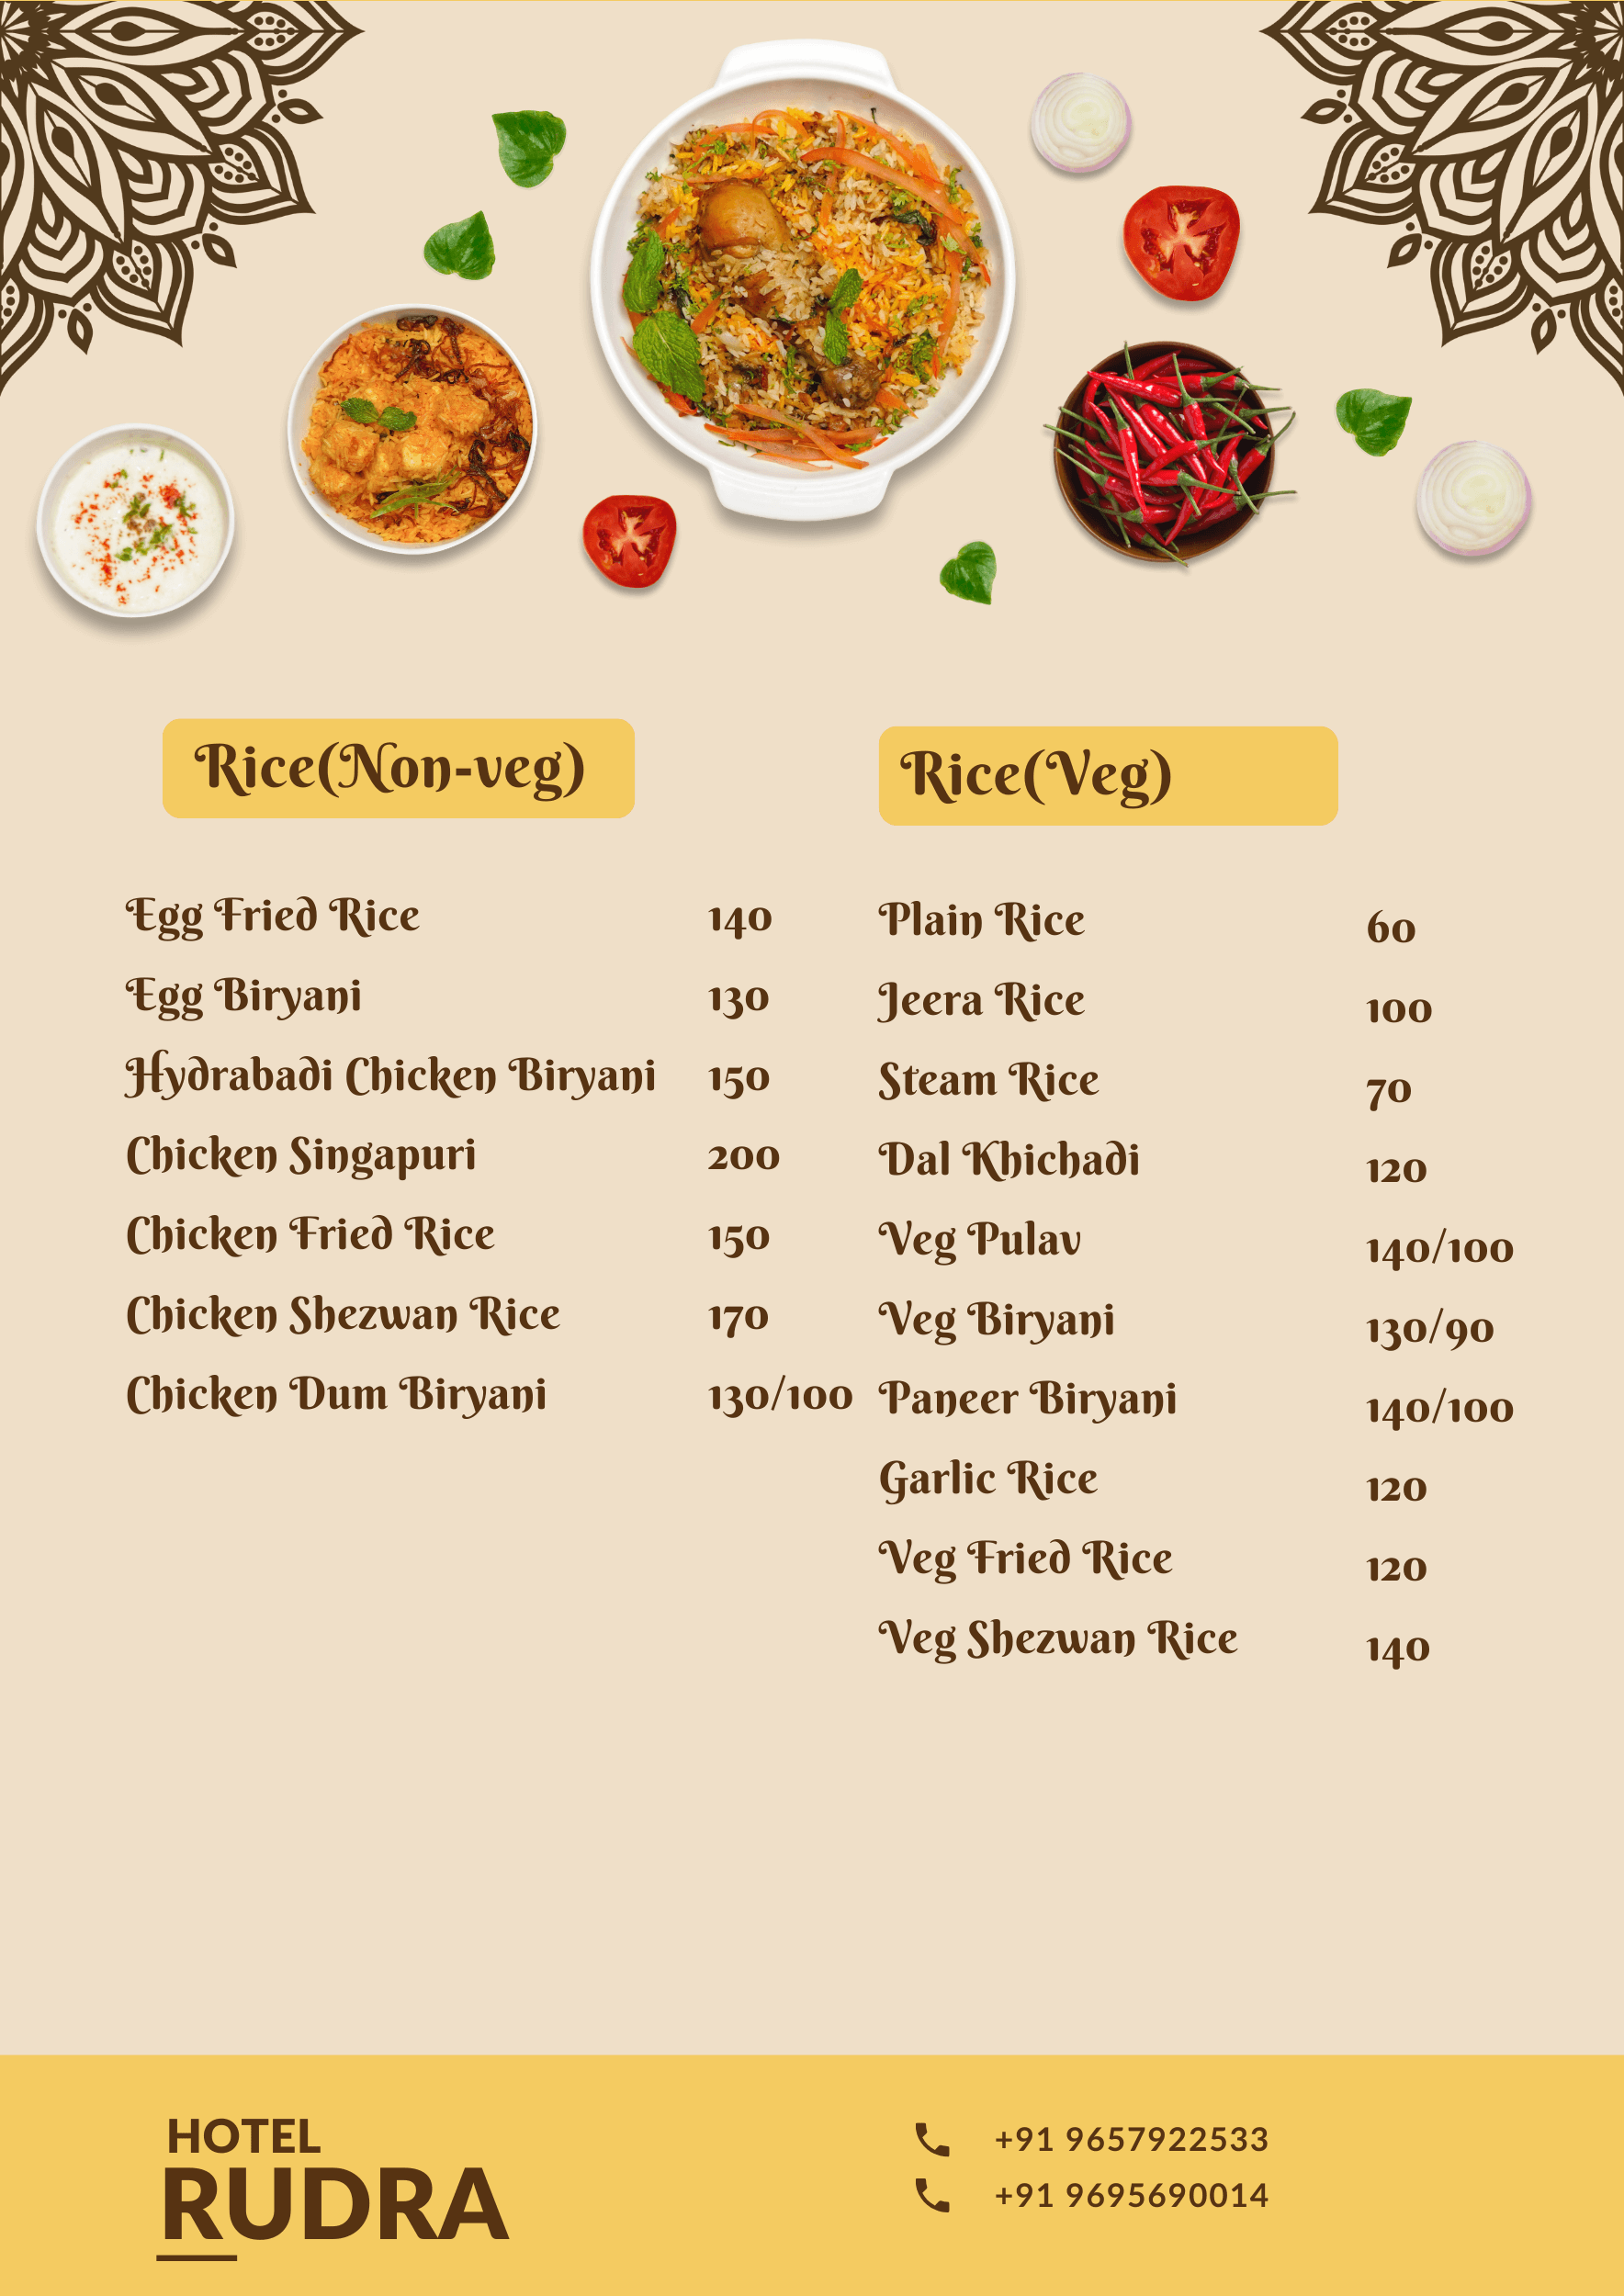 Rice(Non-veg)
Egg Fried Rice 140
Egg Biryani 130
Hydrabadi Chicken Biryani 150
Chicken Singapuri 200
Chicken Fried Rice 150
Chicken Shezwan Rice 170
Chicken Dum Biryani 130/100
Rice(Veg)
Plain Rice 60
Jeera Rice 100
Steam Rice 70
Dal Khichadi 120
Veg Pulav 140/100
Veg Biryani 130/90
Paneer Biryani 140/100
Garlic Rice 120
Veg Fried Rice 120
Veg Shezwan Rice 140
HOTEL
RUDRA
+91 9657922533
+91 9695690014